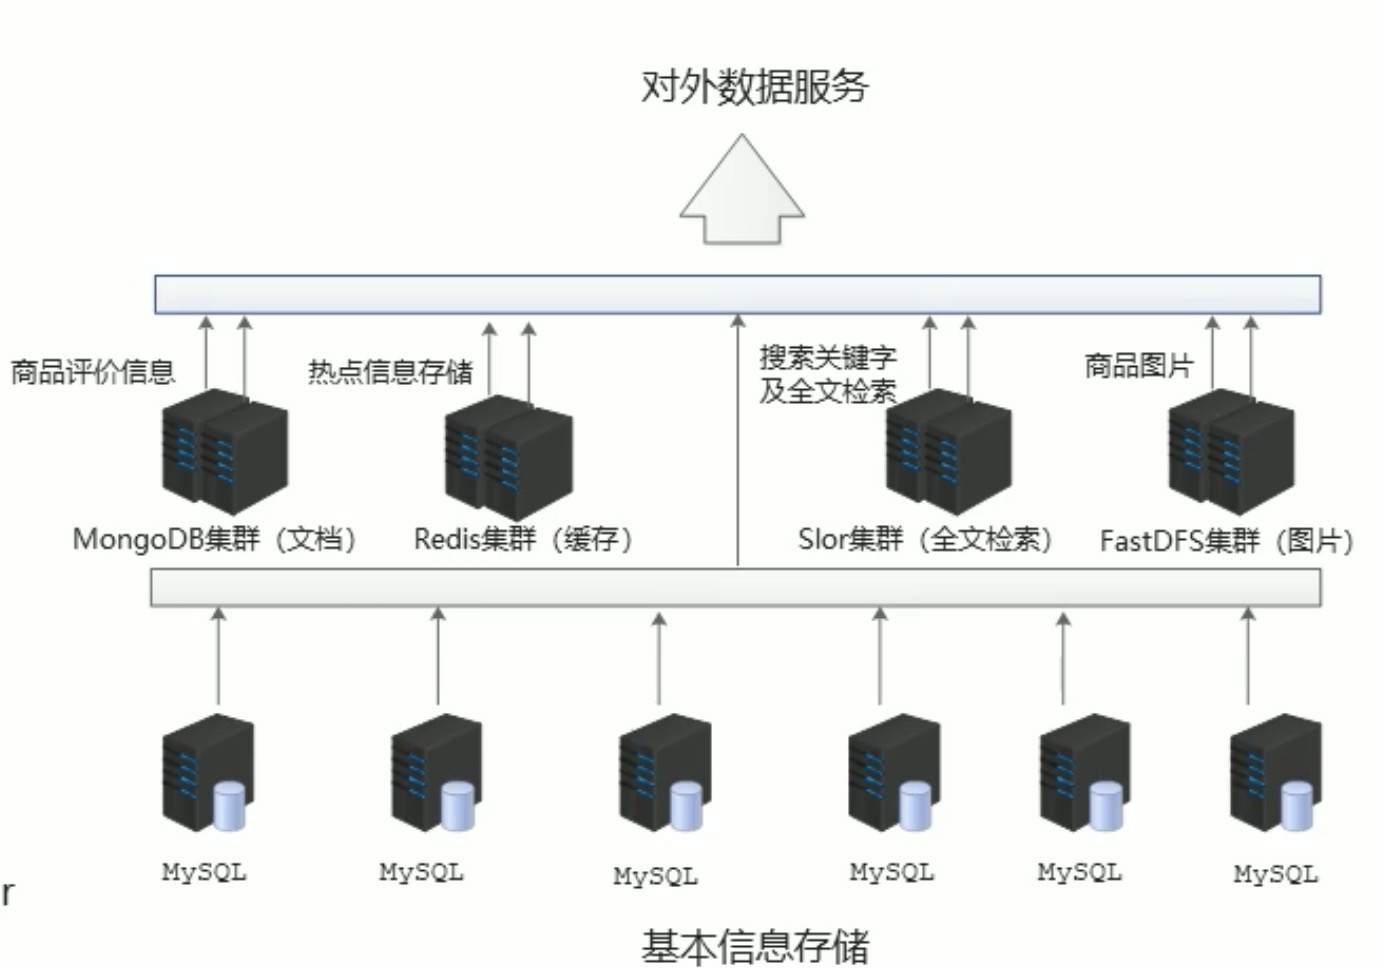 对外数据服务
商品评价信息
热点信息存储
搜索关键字
及全文检索
商品图片
MongoDB集群（文档）
Redis集群（缓存）
Slor集群（全文检索）
FastDFS集群（图片）
MySQL
MySQL
MySQL
MySQL
MySQL
MySQL
r
基本信息存储